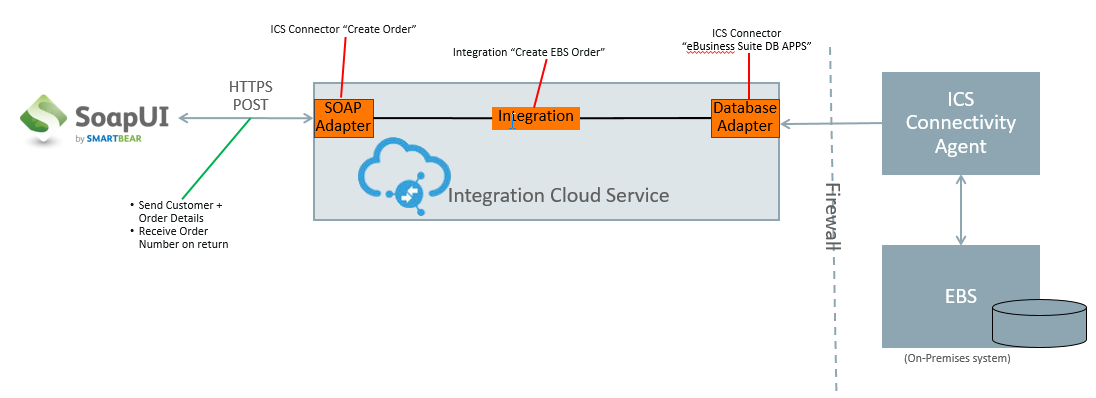 ICS Connector “Create Order”
Integration “Create EBS Order”
ICS Connector
“eBusiness Suite DB APPS”
HTTPS
POST
SoapUI
by SMARTBEAR
SOAP
Adapter
Integration
Database
Adapter
Integration Cloud Service
• Send Customer +
Order Details
• Receive Order
Number on return
Firewall
ICS
Connectivity
Agent
EBS
(On-Premises system)